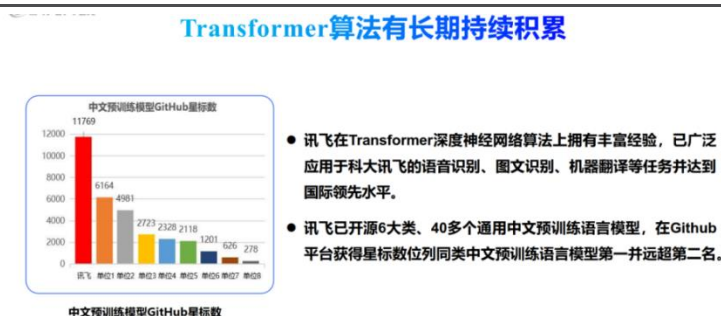 Transformer算法有长期持续积累
中文预训练模型GitHub星标数
11769
12000
10000
8000
6000
4000
2000
0
6164
4981
2723
2328
2118
1201
626
278
讯飞 单位1 单位2 单位3 单位4 单位5 单位6 单位7 单位8
中文预训练模型GitHub星标数
● 讯飞在Transformer深度神经网络算法上拥有丰富经验，已广泛
应用于科大讯飞的语音识别、图文识别、机器翻译等任务并达到
国际领先水平。
● 讯飞已开源6大类、40多个通用中文预训练语言模型，在Github
平台获得星标数位列同类中文预训练语言模型第一并远超第二名。